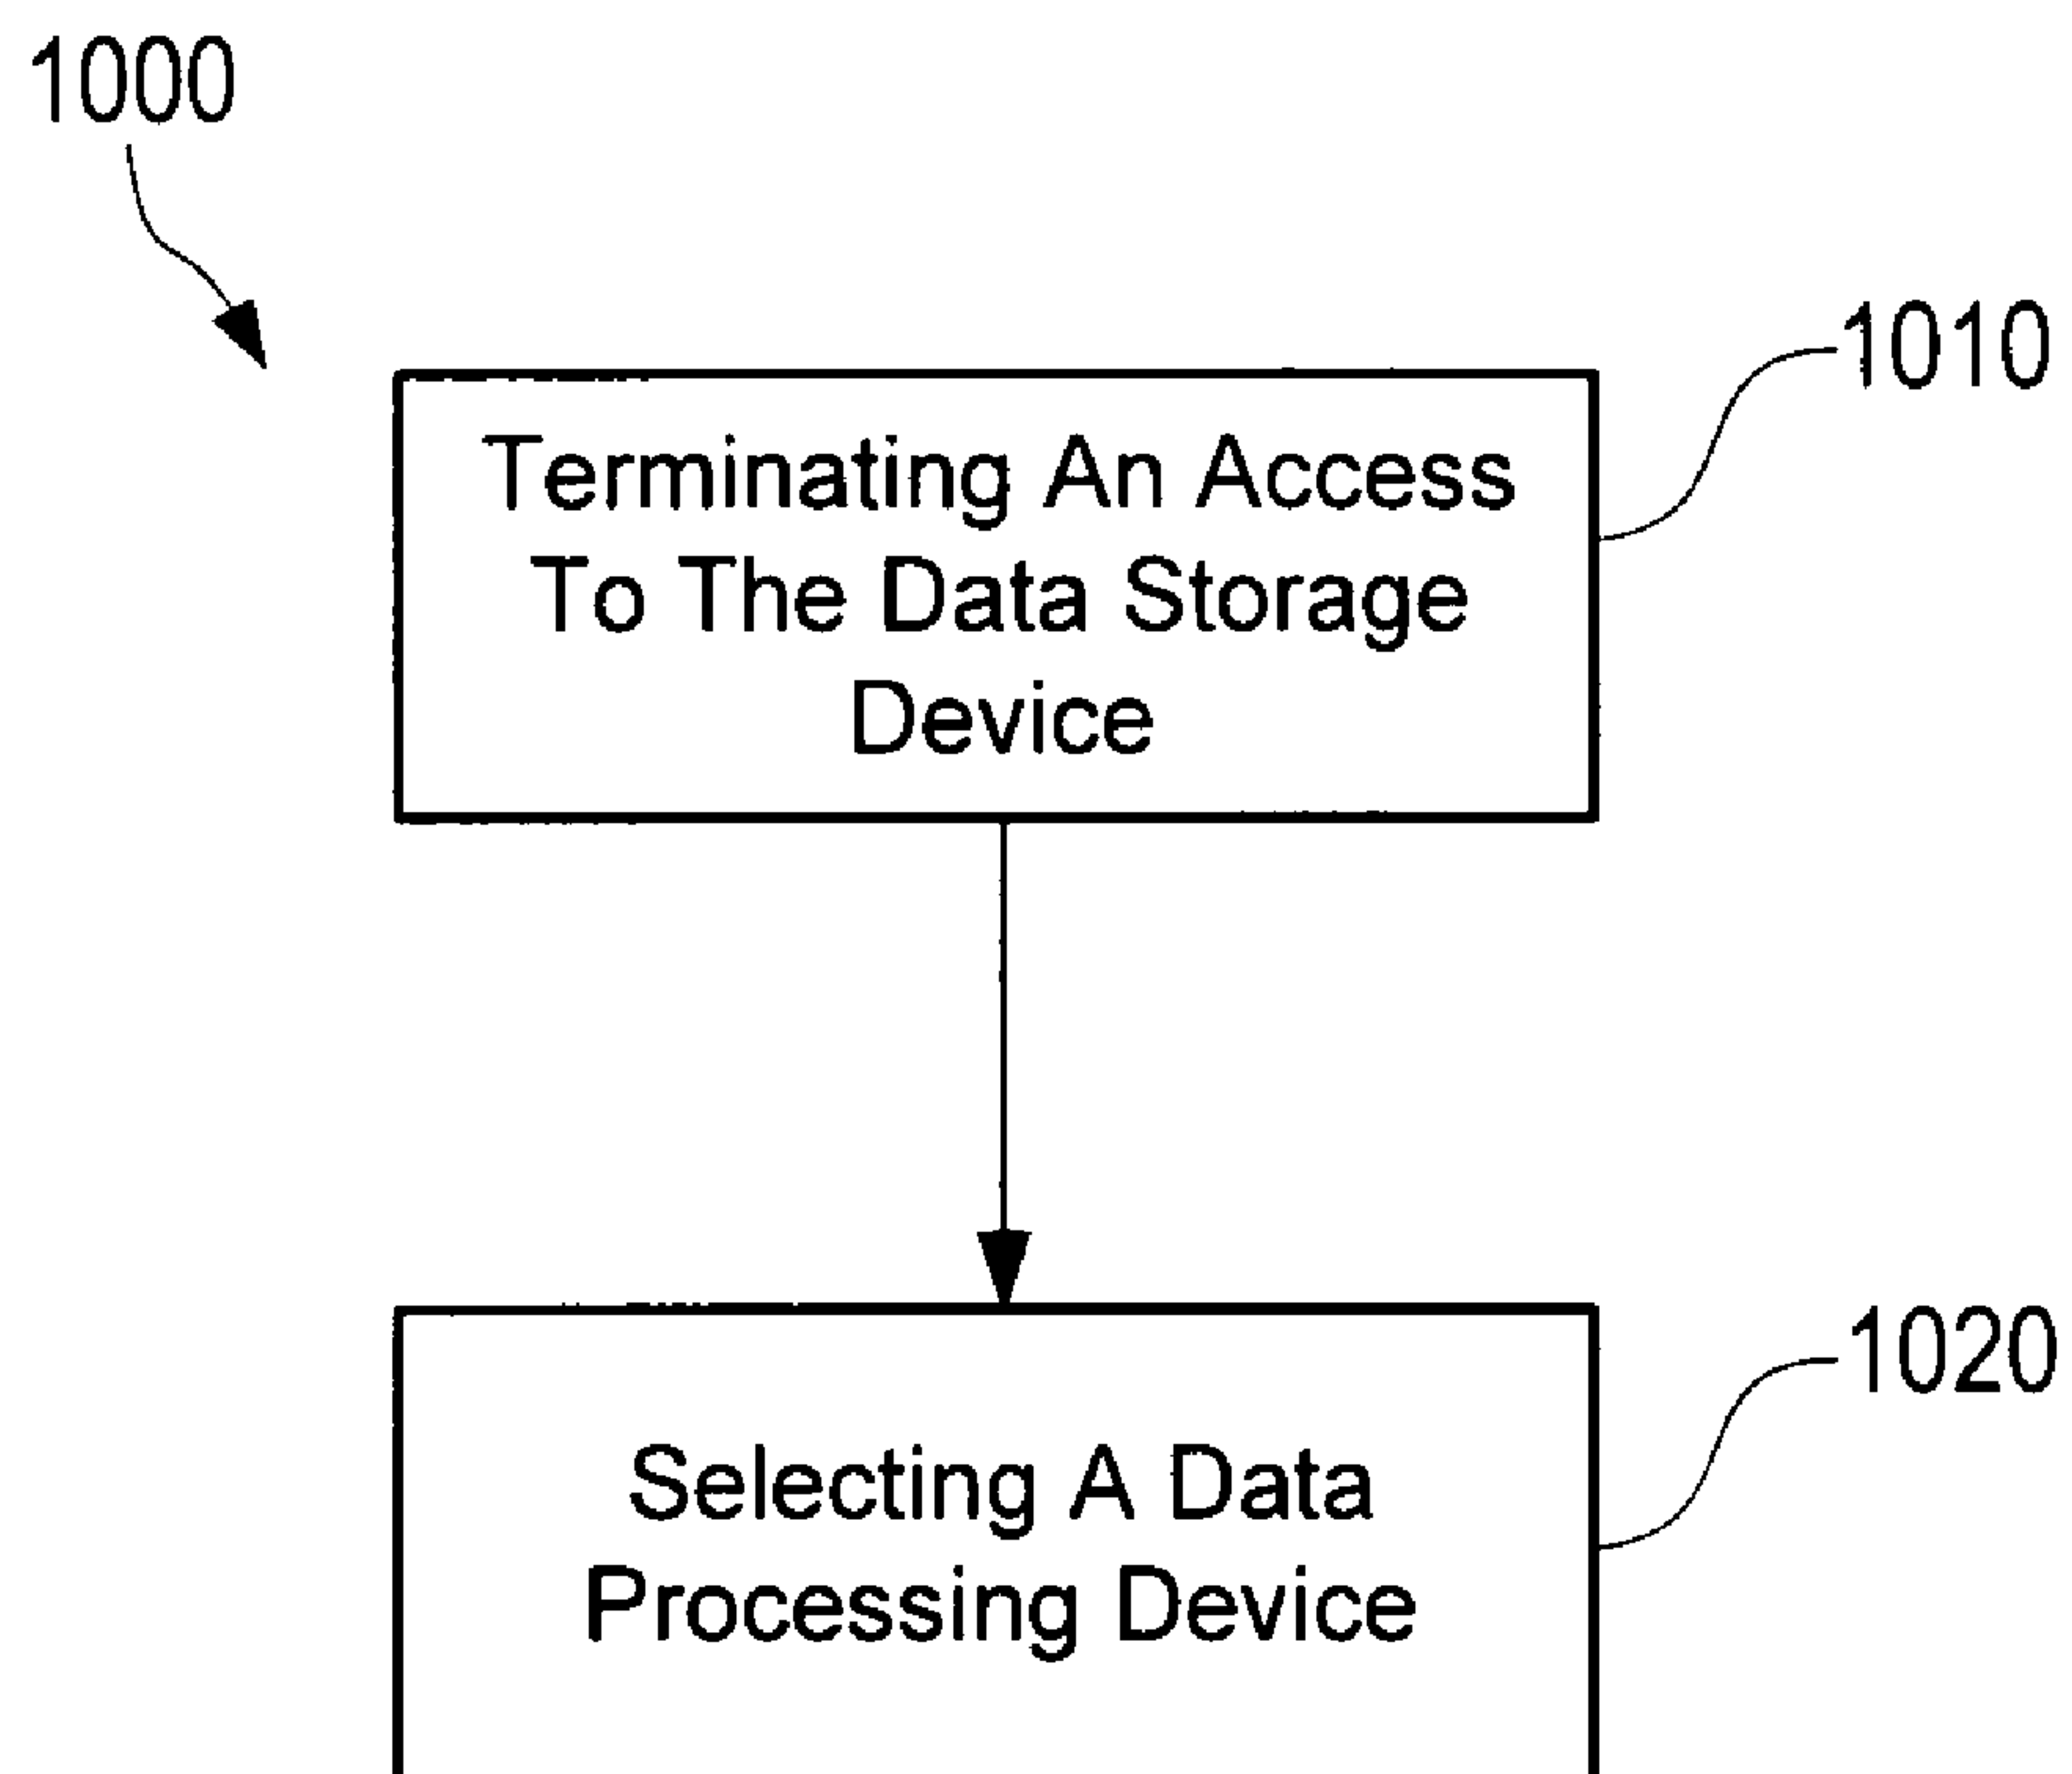 1000
1010
Terminating An Access
To The Data Storage
Device
1020
Selecting A Data
Processing Device